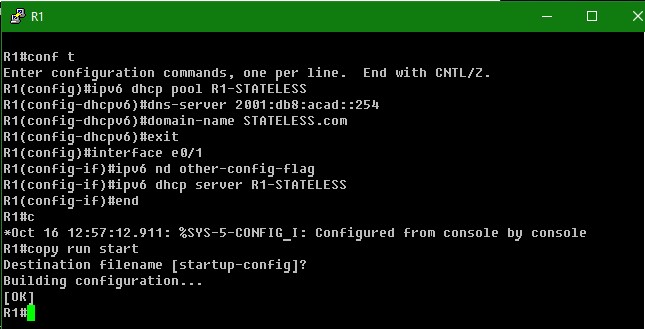 R1
R1#conf t
Enter configuration commands, one per line.  End with CNTL/Z.
R1(config)#ipv6 dhcp pool R1-STATELESS
R1(config-dhcpv6)#dns-server 2001:db8:acad::254
R1(config-dhcpv6)#domain-name STATELESS.com
R1(config-dhcpv6)#exit
R1(config)#interface e0/1
R1(config-if)#ipv6 nd other-config-flag
R1(config-if)#ipv6 dhcp server R1-STATELESS
R1(config-if)#end
R1#c
*Oct 16 12:57:12.911: %SYS-5-CONFIG_I: Configured from console by console
R1#copy run start
Destination filename [startup-config]?
Building configuration...
[OK]
R1#